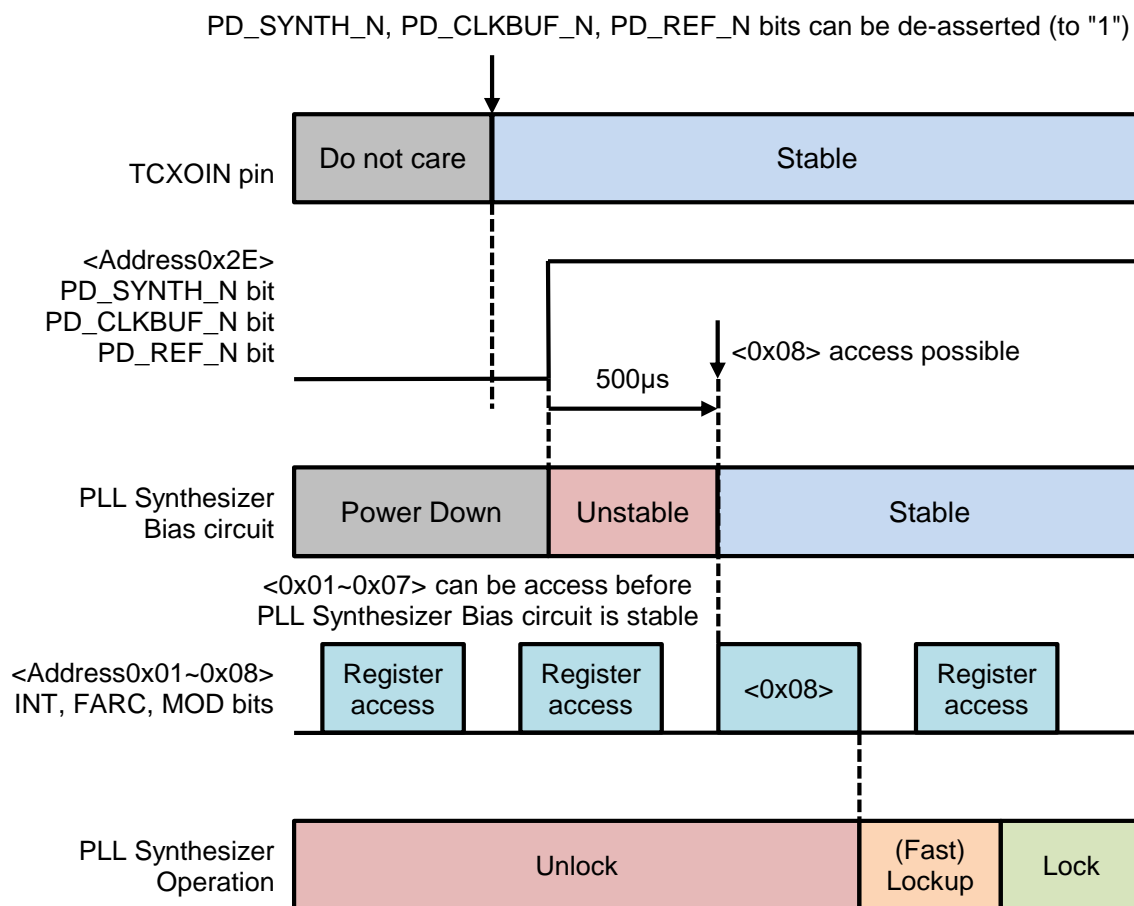 PD_SYNTH_N, PD_CLKBUF_N, PD_REF_N bits can be de-asserted (to "1")
TCXOIN pin
Do not care
Stable
<Address0x2E>
PD_SYNTH_N bit
PD_CLKBUF_N bit
PD_REF_N bit
500μs
<0x08> access possible
PLL Synthesizer
Bias circuit
Power Down
Unstable
Stable
<0x01~0x07> can be access before
PLL Synthesizer Bias circuit is stable
<Address0x01~0x08>
INT, FARC, MOD bits
Register
access
Register
access
<0x08>
Register
access
PLL Synthesizer
Operation
Unlock
(Fast)
Lockup
Lock